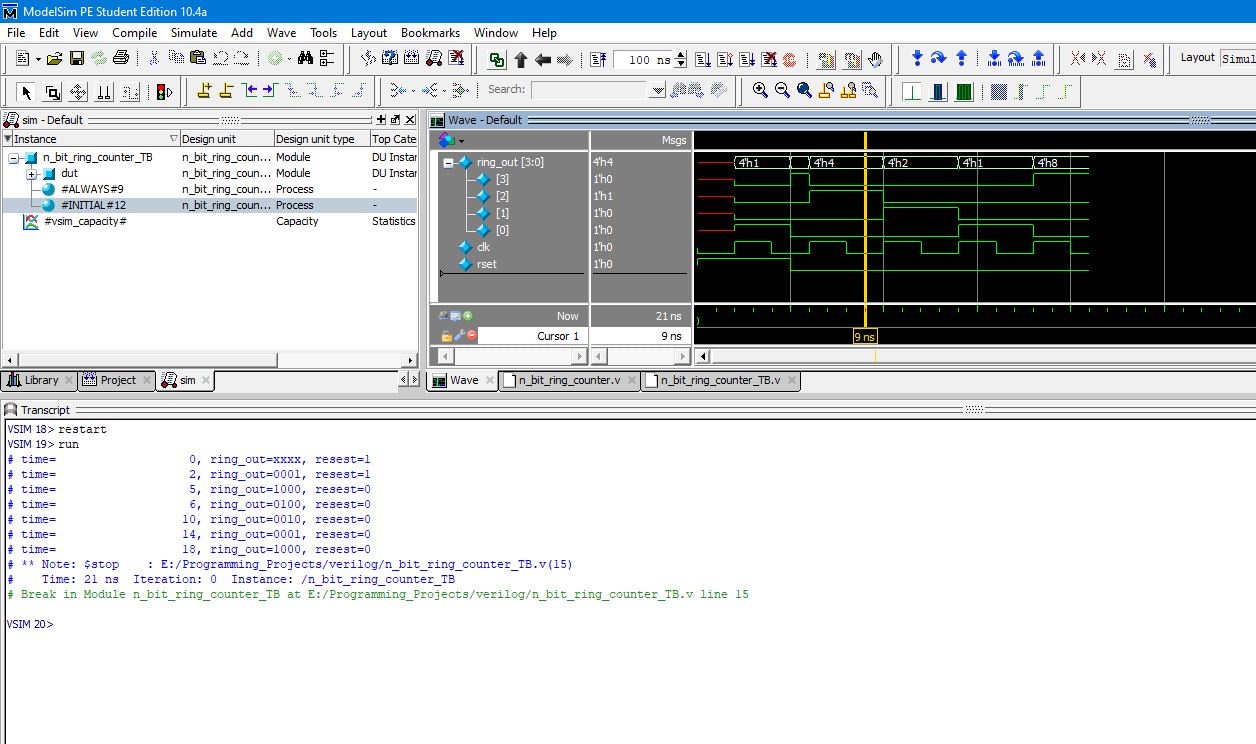 ModelSim PE Student Edition 10.4a
File Edit View Compile Simulate Add Wave Tools Layout Bookmarks Window Help
100 ns
Layout Simul
Search:
sim - Default
Instance Design unit Design unit type Top Cate
n_bit_ring_counter_TB n_bit_ring_coun... Module DU Instar
dut n_bit_ring_coun... Module DU Instar
#ALWAYS#9 n_bit_ring_coun... Process -
#INITIAL#12 n_bit_ring_coun... Process -
#vsim_capacity# Capacity Statistics
Library Project sim
Wave - Default
Msgs
ring_out [3:0] 4'h4 4'h1 4'h4 4'h2 4'h1 4'h8
[3] 1'h0
[2] 1'h1
[1] 1'h0
[0] 1'h0
clk 1'h0
rset 1'h0
Now 21 ns
Cursor 1 9 ns 9 ns
Wave n_bit_ring_counter.v n_bit_ring_counter_TB.v
Transcript
VSIM 18> restart
VSIM 19> run
# time= 0, ring_out=xxxx, resest=1
# time= 2, ring_out=0001, resest=1
# time= 5, ring_out=1000, resest=0
# time= 6, ring_out=0100, resest=0
# time= 10, ring_out=0010, resest=0
# time= 14, ring_out=0001, resest=0
# time= 18, ring_out=1000, resest=0
# ** Note: $stop : E:/Programming_Projects/verilog/n_bit_ring_counter_TB.v(15)
# Time: 21 ns Iteration: 0 Instance: /n_bit_ring_counter_TB
# Break in Module n_bit_ring_counter_TB at E:/Programming_Projects/verilog/n_bit_ring_counter_TB.v line 15
VSIM 20>